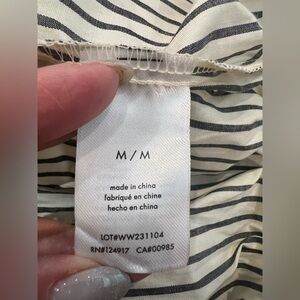 M / M
made in china
fabriqué en chine
hecho en china
LOT#WW231104
RN#124917 CA#00985